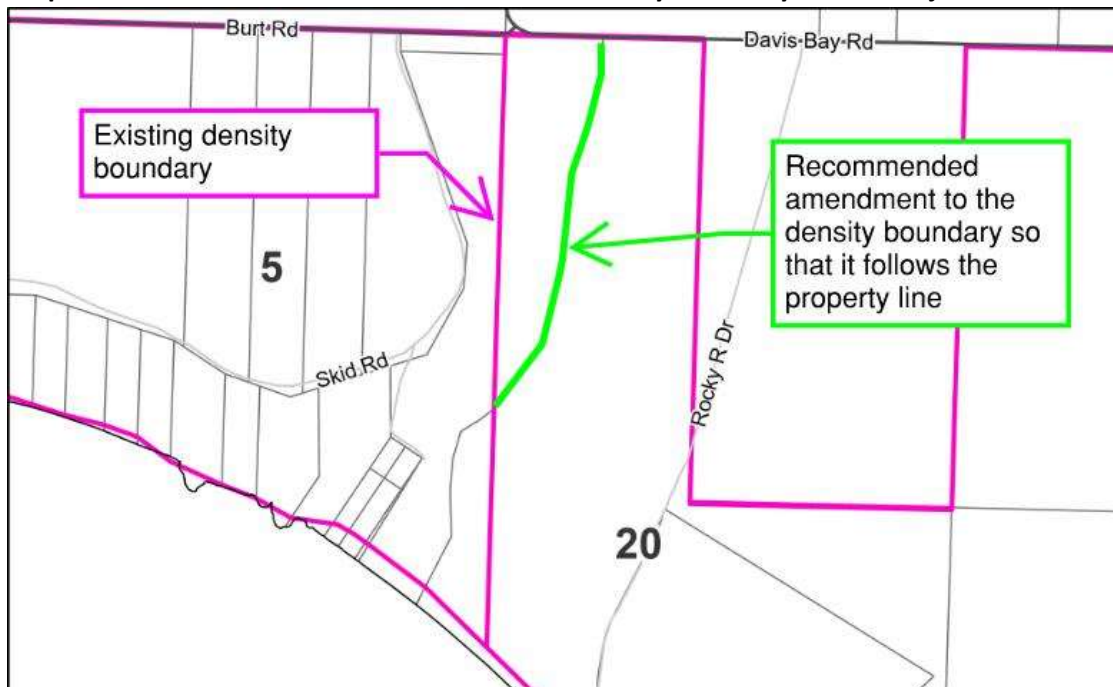 Burt Rd
Davis Bay Rd
Existing density
boundary
Recommended
amendment to the
density boundary so
that it follows the
property line
5
Skid Rd
Rocky R Dr
20